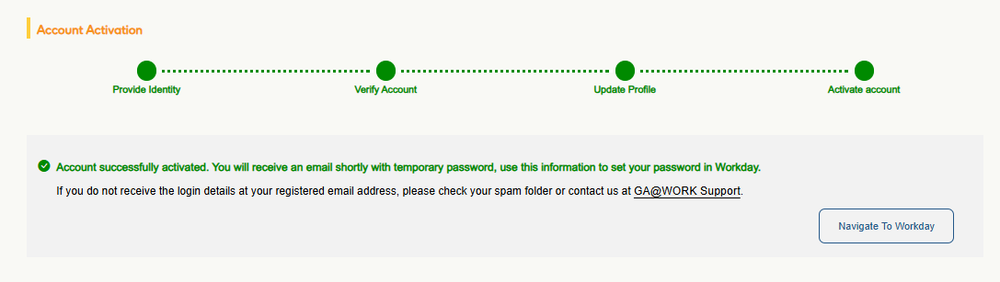 Account Activation
Provide Identity
Verify Account
Update Profile
Activate account
Account successfully activated. You will receive an email shortly with temporary password, use this information to set your password in Workday.
If you do not receive the login details at your registered email address, please check your spam folder or contact us at GA@WORK Support.
Navigate To Workday